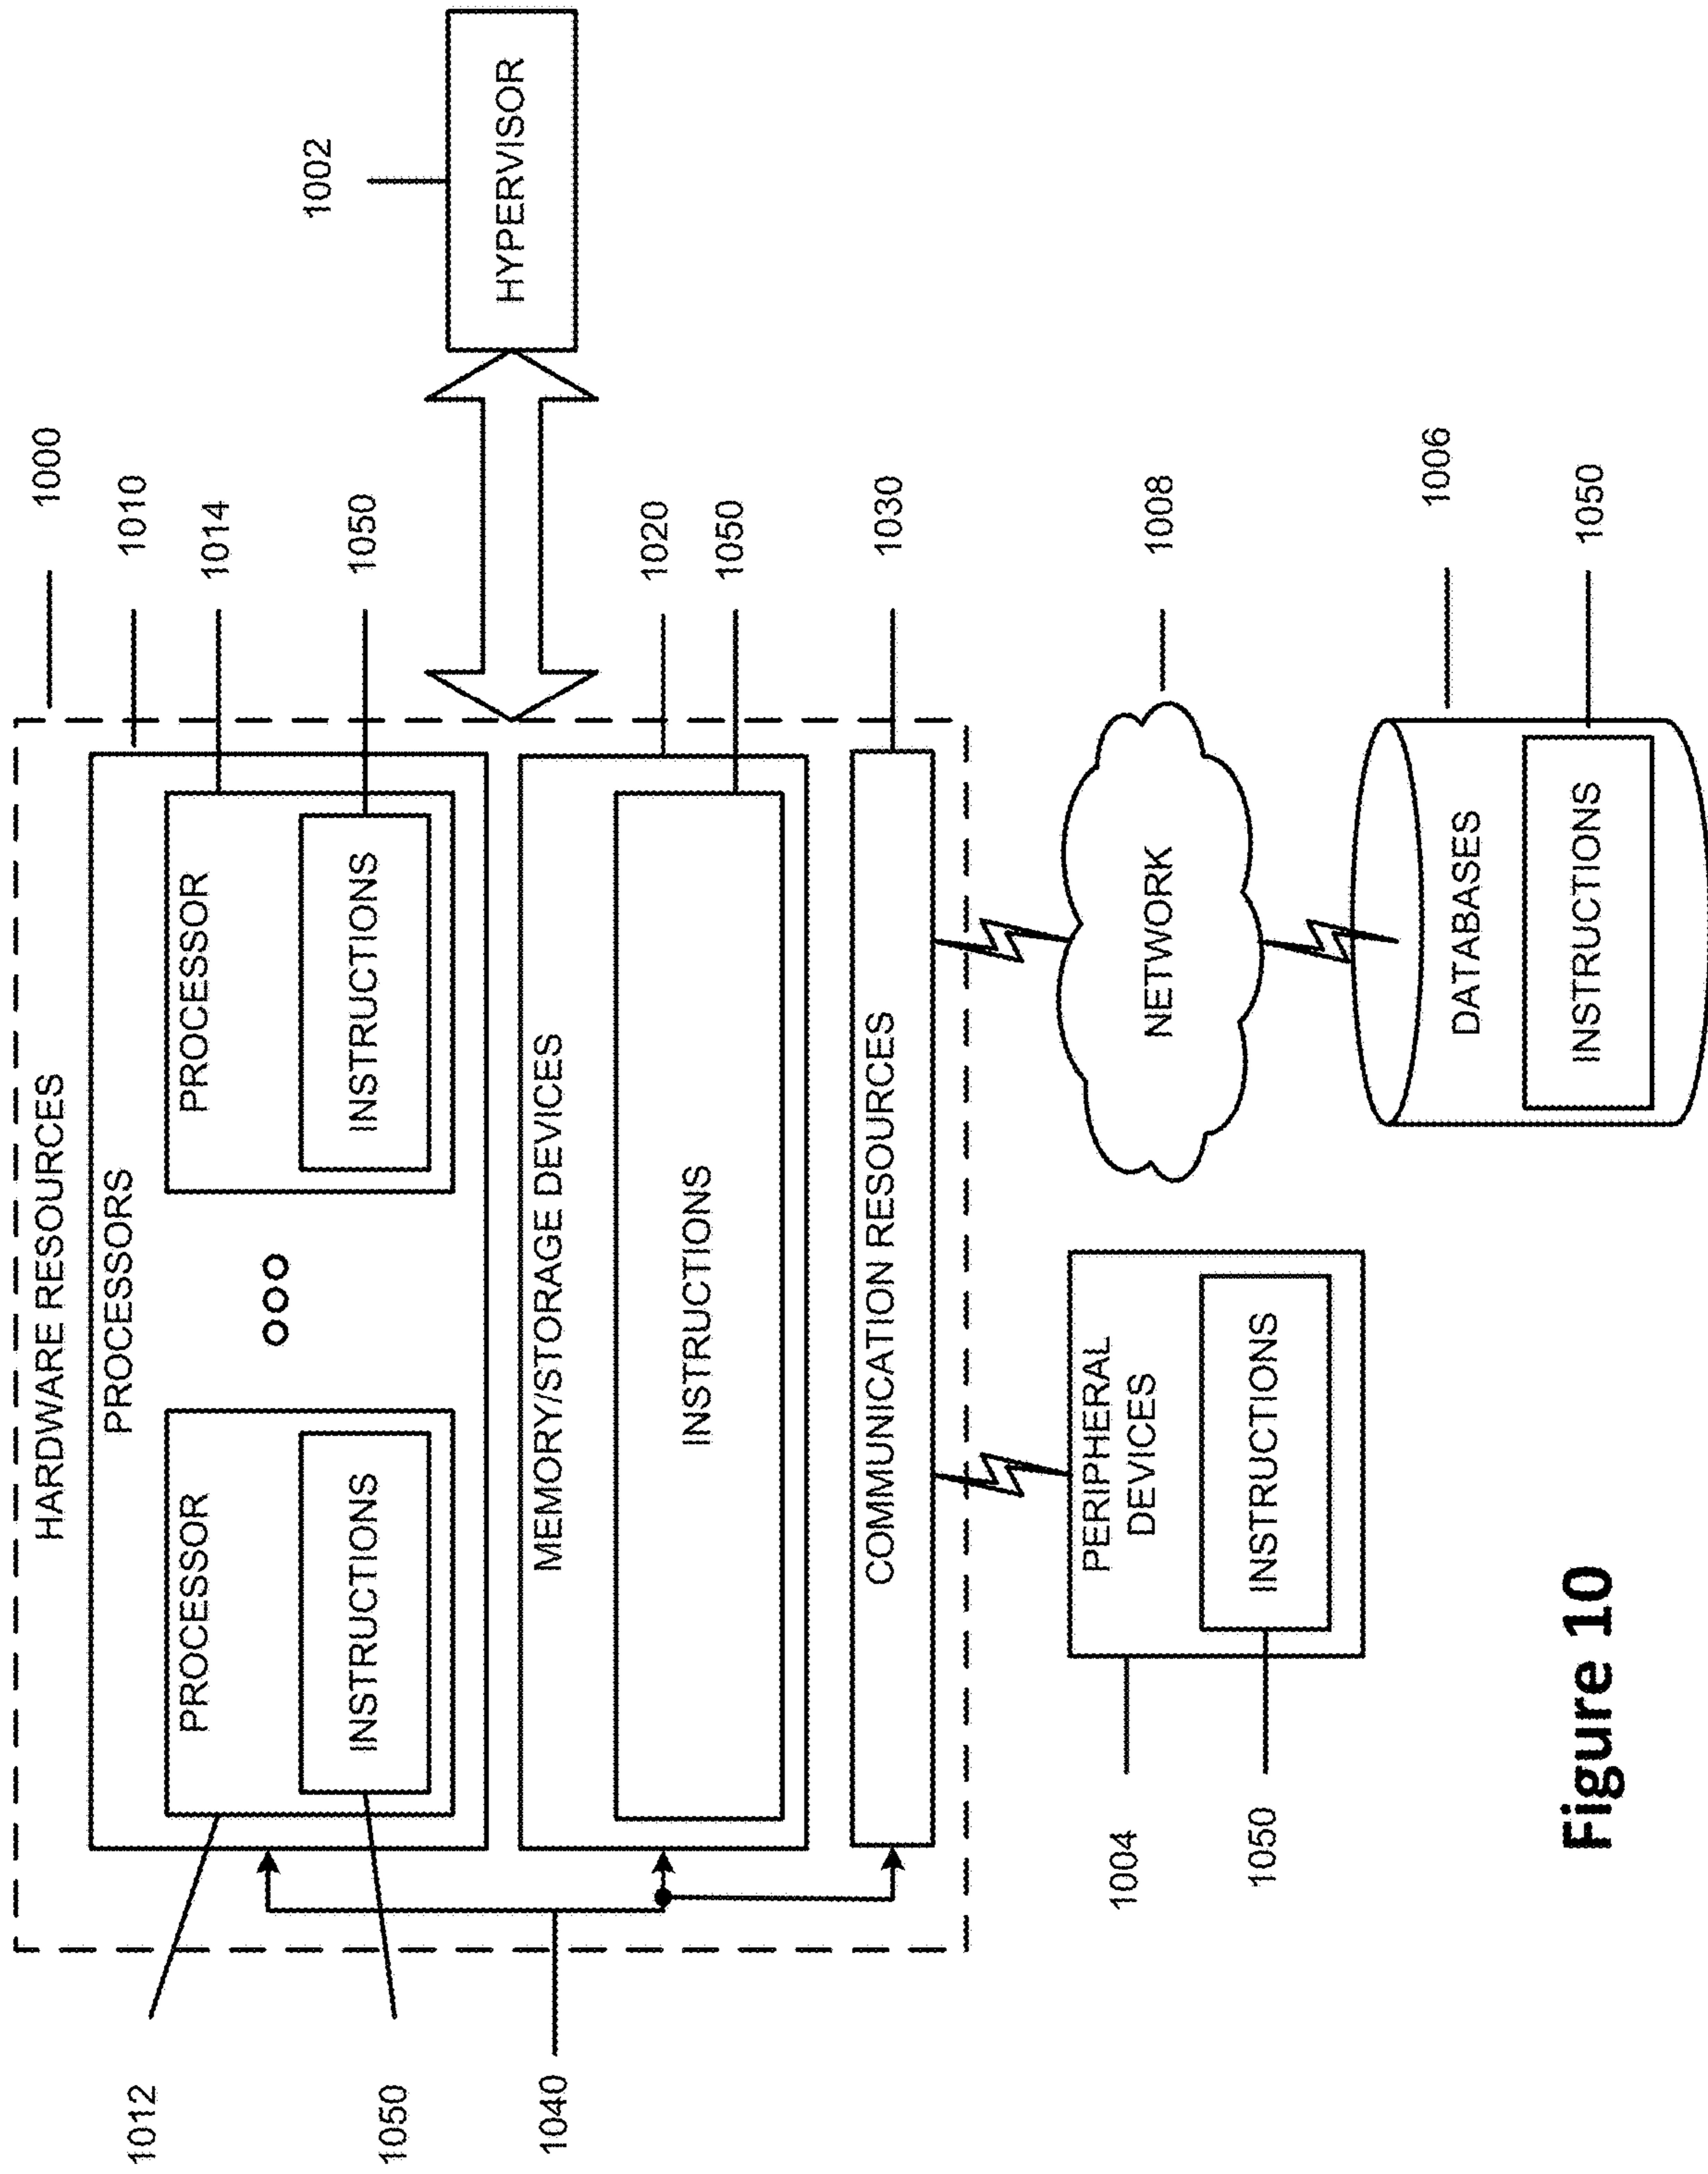 HARDWARE RESOURCES
1000
PROCESSORS
1010
PROCESSOR
PROCESSOR
1014
1012
INSTRUCTIONS
INSTRUCTIONS
1050
1050
1002
HYPERVISOR
MEMORY/STORAGE DEVICES
1020
INSTRUCTIONS
1050
1040
COMMUNICATION RESOURCES
1030
PERIPHERAL
DEVICES
1004
INSTRUCTIONS
1050
NETWORK
1008
DATABASES
1006
INSTRUCTIONS
1050
Figure 10